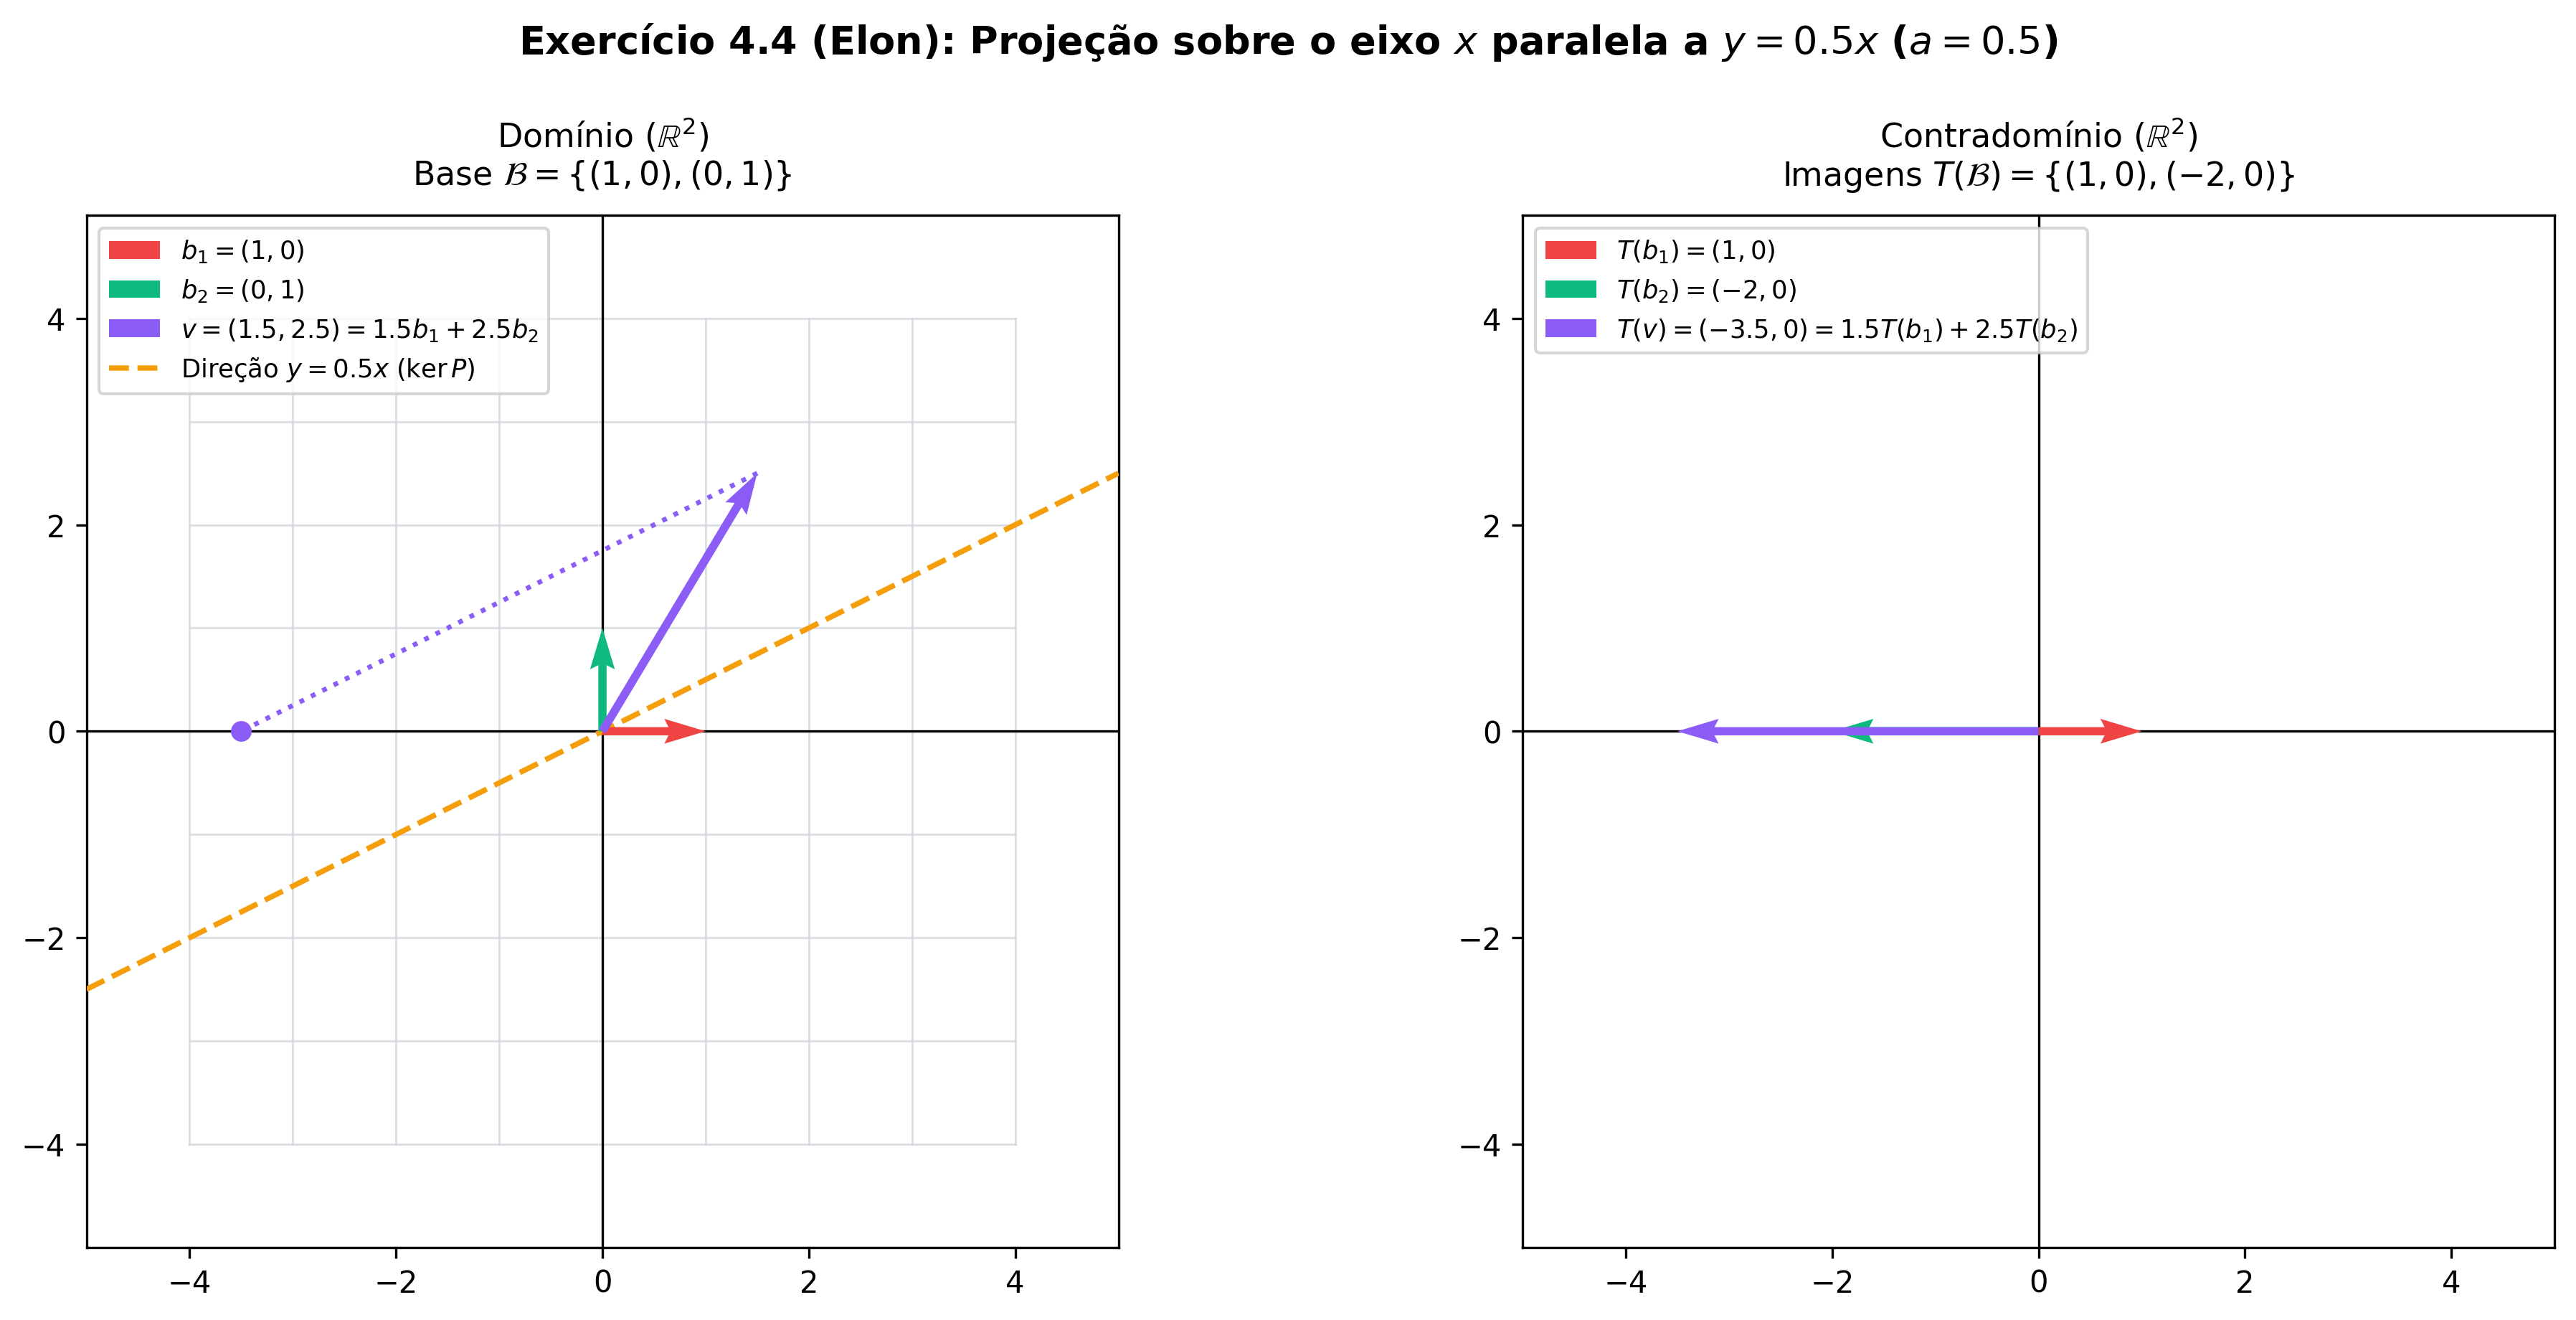 Exercício 4.4 (Elon): Projeção sobre o eixo x paralela a y = 0.5x (a = 0.5)
Domínio (ℝ²)
Base ℬ = {(1, 0), (0, 1)}
b₁ = (1, 0)
b₂ = (0, 1)
v = (1.5, 2.5) = 1.5b₁ + 2.5b₂
Direção y = 0.5x (ker P)
4
2
0
−2
−4
−4
−2
0
2
4
Contradomínio (ℝ²)
Imagens T(ℬ) = {(1, 0), (−2, 0)}
T(b₁) = (1, 0)
T(b₂) = (−2, 0)
T(v) = (−3.5, 0) = 1.5T(b₁) + 2.5T(b₂)
4
2
0
−2
−4
−4
−2
0
2
4